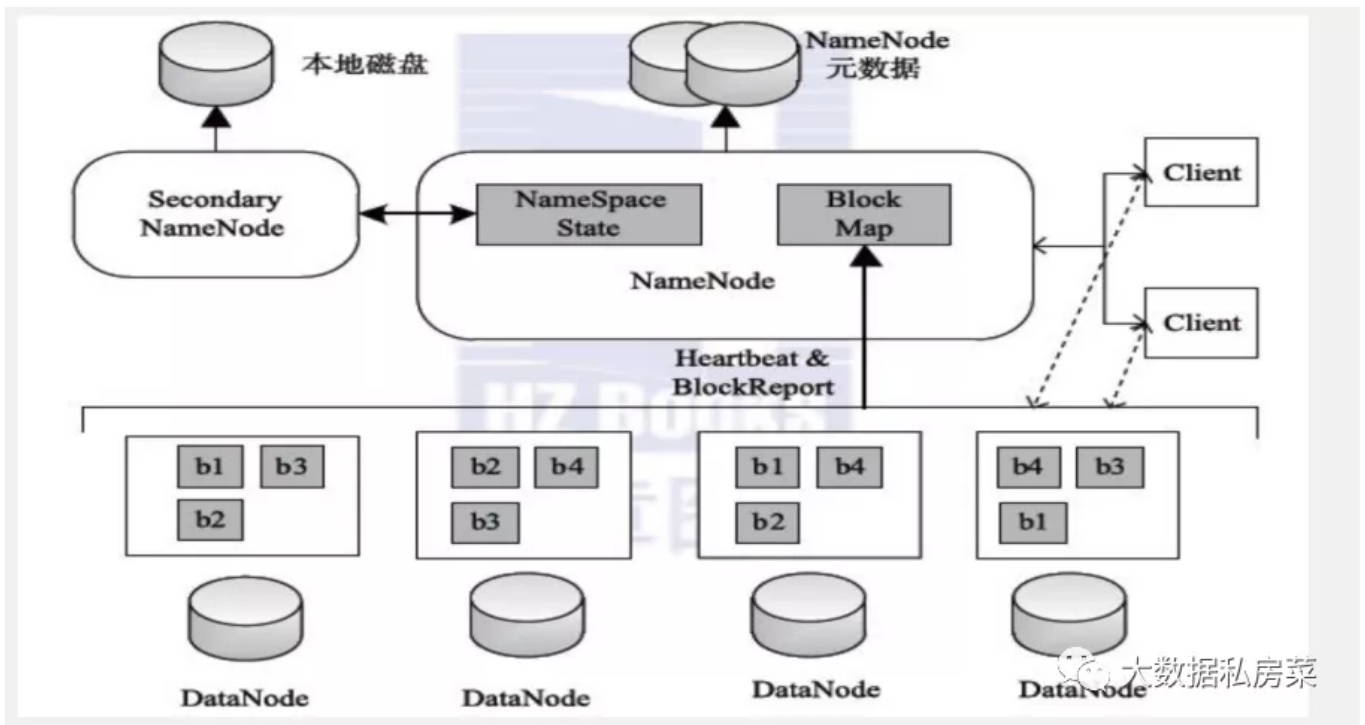 本地磁盘
NameNode
元数据
Secondary
NameNode
NameSpace
State
Block
Map
NameNode
Client
Client
Heartbeat &
BlockReport
HZ BOOKS
b1 b3
b2
b2 b4
b3
b1 b4
b2
b4 b3
b1
DataNode
DataNode
DataNode
DataNode
大数据私房菜